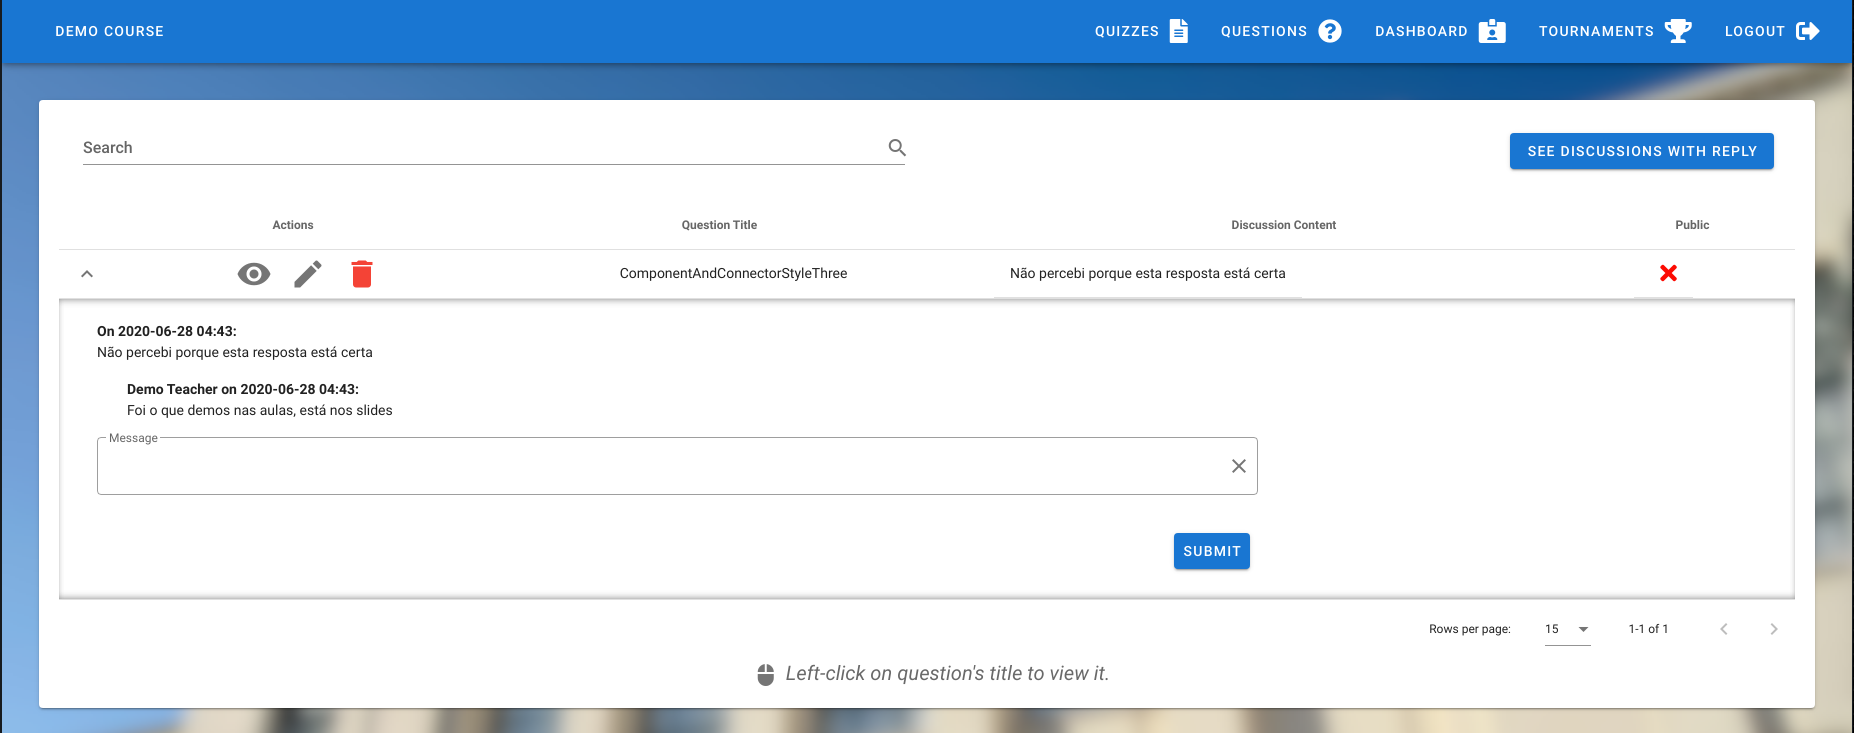 DEMO COURSE
QUIZZES
QUESTIONS
DASHBOARD
TOURNAMENTS
LOGOUT
Search
SEE DISCUSSIONS WITH REPLY
Actions Question Title Discussion Content Public
ComponentAndConnectorStyleThree Não percebi porque esta resposta está certa
On 2020-06-28 04:43:
Não percebi porque esta resposta está certa
Demo Teacher on 2020-06-28 04:43:
Foi o que demos nas aulas, está nos slides
Message
SUBMIT
Rows per page: 15 1-1 of 1
Left-click on question's title to view it.